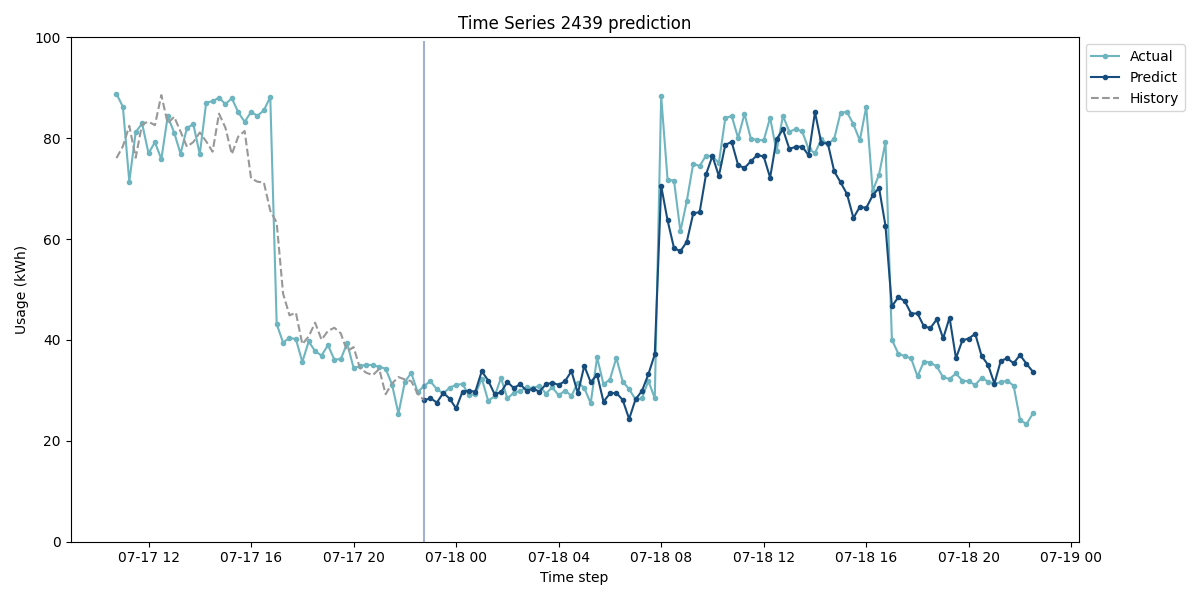 Time Series 2439 prediction
Usage (kWh)
100
80
60
40
20
0
07-17 12
07-17 16
07-17 20
07-18 00
07-18 04
07-18 08
07-18 12
07-18 16
07-18 20
07-19 00
Time step
Actual
Predict
History